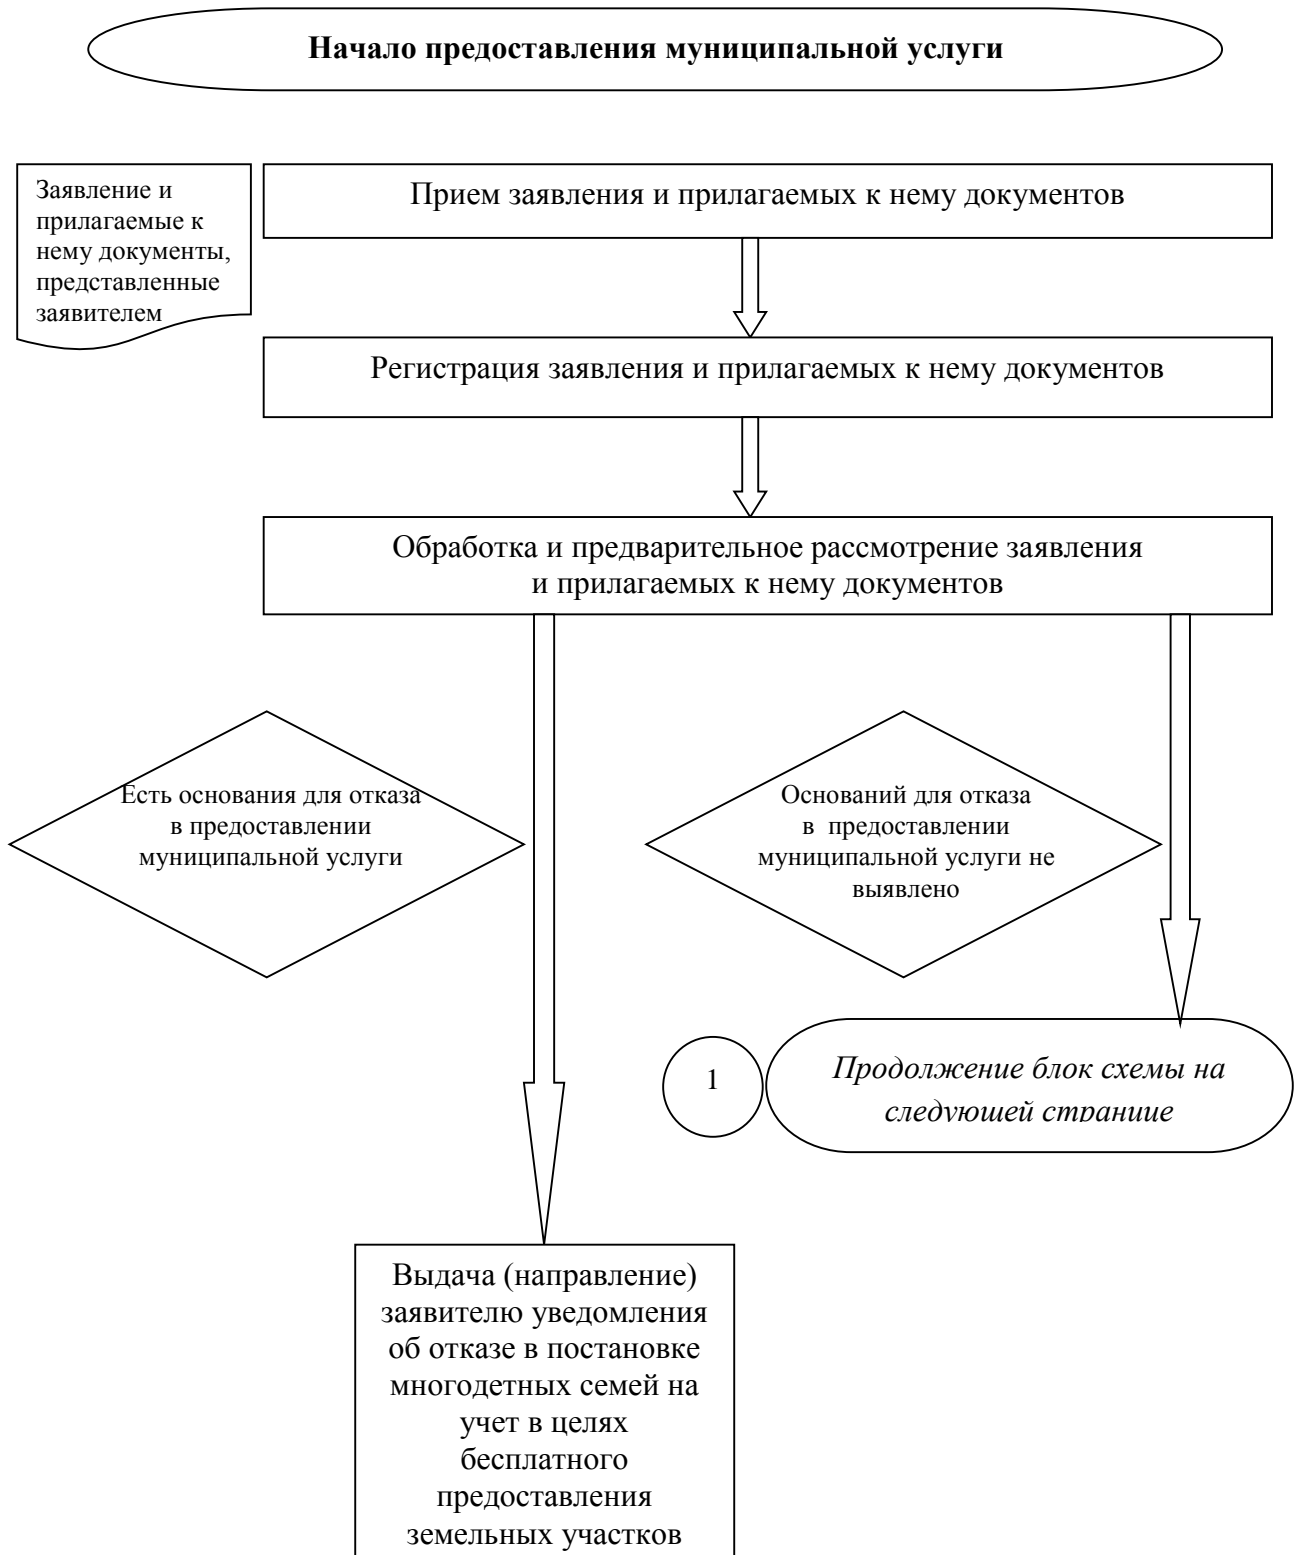 Начало предоставления муниципальной услуги
Заявление и
прилагаемые к
нему документы,
представленные
заявителем
Прием заявления и прилагаемых к нему документов
Регистрация заявления и прилагаемых к нему документов
Обработка и предварительное рассмотрение заявления
и прилагаемых к нему документов
Есть основания для отказа
в предоставлении
муниципальной услуги
Оснований для отказа
в предоставлении
муниципальной услуги не
выявлено
1
Продолжение блок схемы на
следующей странице
Выдача (направление)
заявителю уведомления
об отказе в постановке
многодетных семей на
учет в целях
бесплатного
предоставления
земельных участков